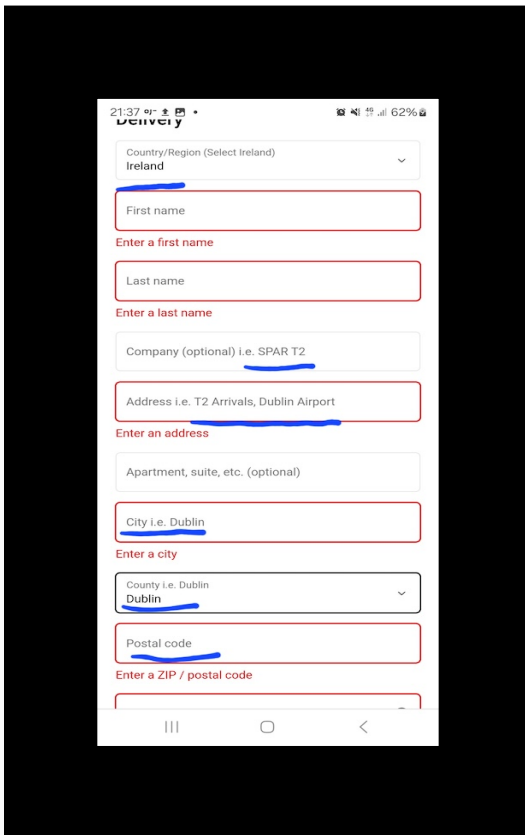 21:37
4G 62%
Delivery
Country/Region (Select Ireland)
Ireland
First name
Enter a first name
Last name
Enter a last name
Company (optional) i.e. SPAR T2
Address i.e. T2 Arrivals, Dublin Airport
Enter an address
Apartment, suite, etc. (optional)
City i.e. Dublin
Enter a city
County i.e. Dublin
Dublin
Postal code
Enter a ZIP / postal code